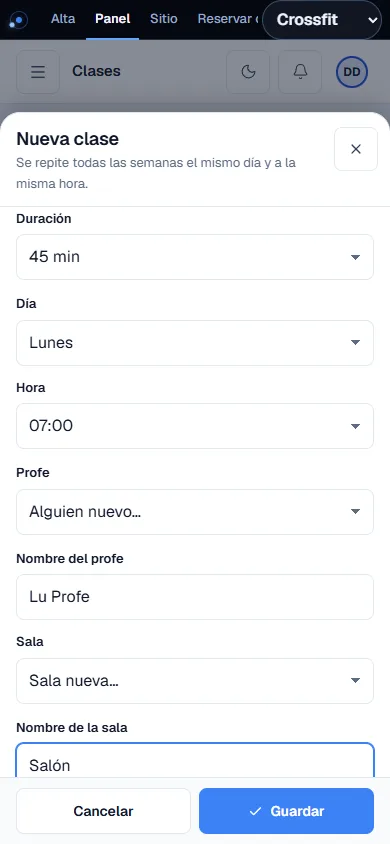 Alta Panel Sitio Reservar Crossfit
Clases DD
Nueva clase
Se repite todas las semanas el mismo día y a la
misma hora.
Duración
45 min
Día
Lunes
Hora
07:00
Profe
Alguien nuevo...
Nombre del profe
Lu Profe
Sala
Sala nueva...
Nombre de la sala
Salón
Cancelar Guardar